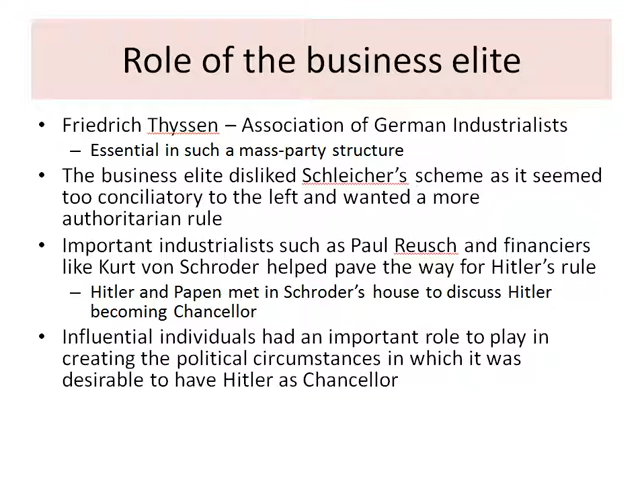 Role of the business elite
• Friedrich Thyssen – Association of German Industrialists
– Essential in such a mass-party structure
• The business elite disliked Schleicher's scheme as it seemed
too conciliatory to the left and wanted a more
authoritarian rule
• Important industrialists such as Paul Reusch and financiers
like Kurt von Schroder helped pave the way for Hitler's rule
– Hitler and Papen met in Schroder's house to discuss Hitler
becoming Chancellor
• Influential individuals had an important role to play in
creating the political circumstances in which it was
desirable to have Hitler as Chancellor